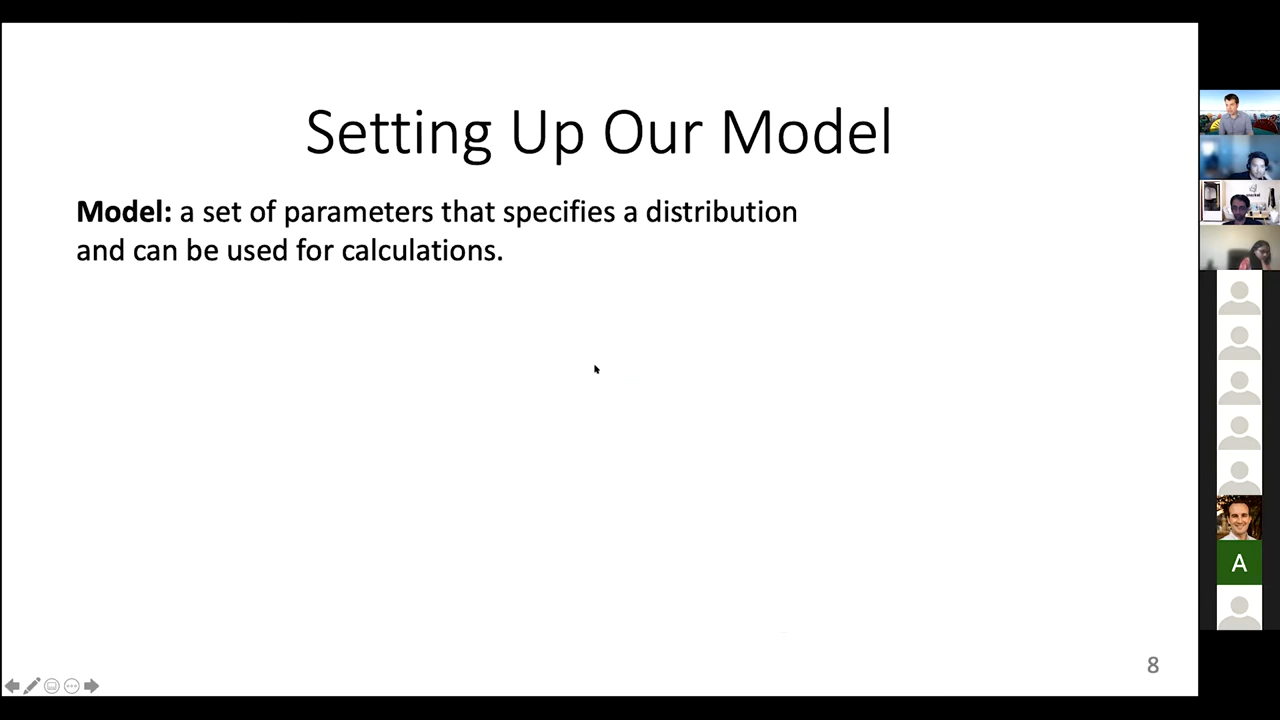 Setting Up Our Model
Model: a set of parameters that specifies a distribution
and can be used for calculations.
A
8